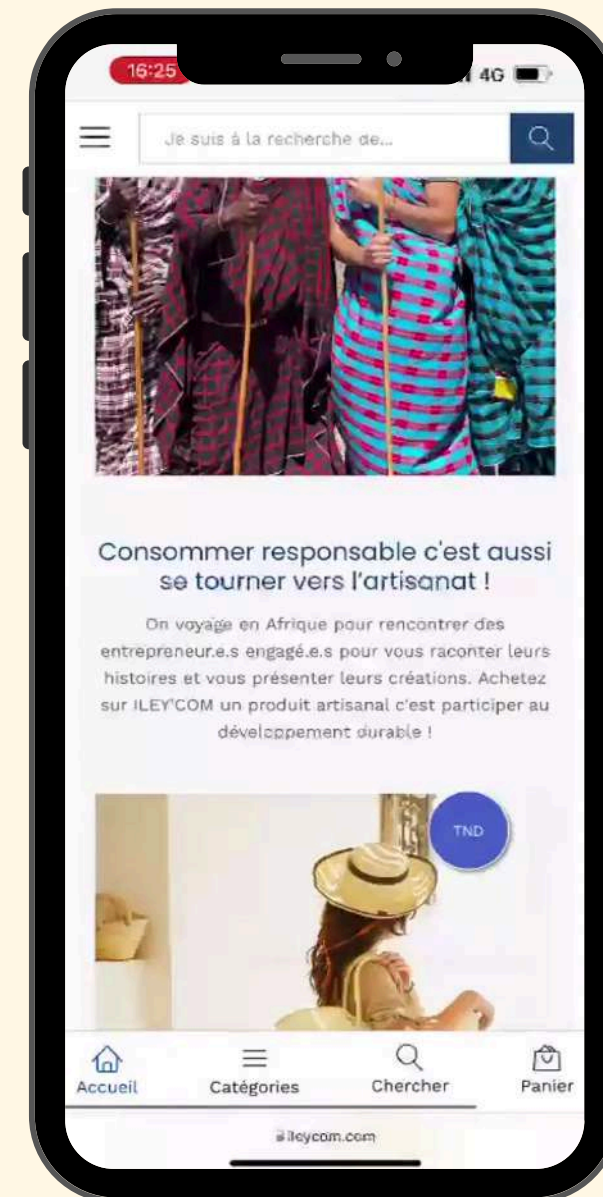 16:25
4G
Je suis à la recherche de...
Consommer responsable c'est aussi
se tourner vers l'artisanat !
On voyage en Afrique pour rencontrer des
entrepreneur.e.s engagé.e.s pour vous raconter leurs
histoires et vous présenter leurs créations. Achetez
sur ILEY'COM un produit artisanal c'est participer au
développement durable !
TND
Accueil Catégories Chercher Panier
ileycom.com